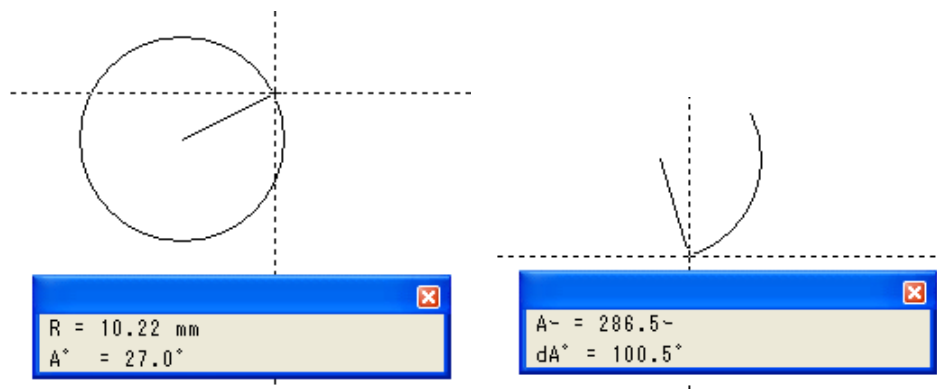 R = 10.22 mm
A° = 27.0°
A~ = 286.5~
dA° = 100.5°